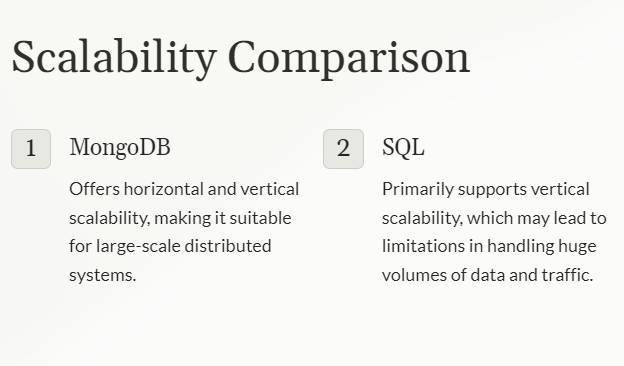 Scalability Comparison
1
MongoDB
Offers horizontal and vertical
scalability, making it suitable
for large-scale distributed
systems.
2
SQL
Primarily supports vertical
scalability, which may lead to
limitations in handling huge
volumes of data and traffic.